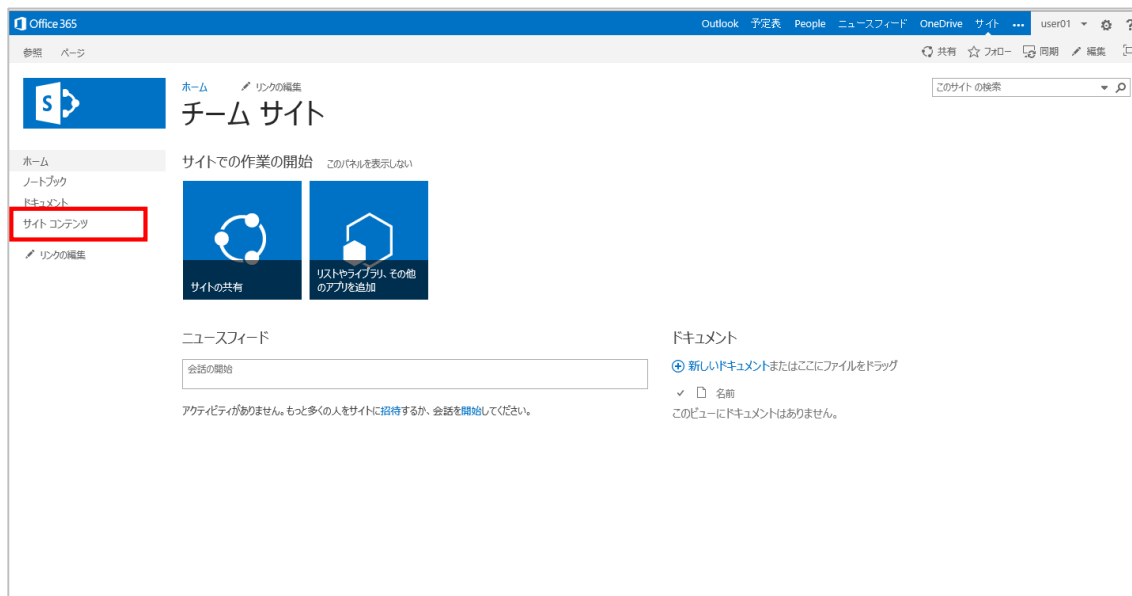 Office 365
Outlook 予定表 People ニュースフィード OneDrive サイト ••• user01
参照 ページ
共有 フォロー 同期 編集
ホーム リンクの編集
このサイト の検索
チーム サイト
ホーム
ノートブック
ドキュメント
サイト コンテンツ
リンクの編集
サイトでの作業の開始 このパネルを表示しない
サイトの共有
リストやライブラリ、その他
のアプリを追加
ニュースフィード
会話の開始
アクティビティがありません。もっと多くの人をサイトに招待するか、会話を開始してください。
ドキュメント
新しいドキュメントまたはここにファイルをドラッグ
名前
このビューにドキュメントはありません。